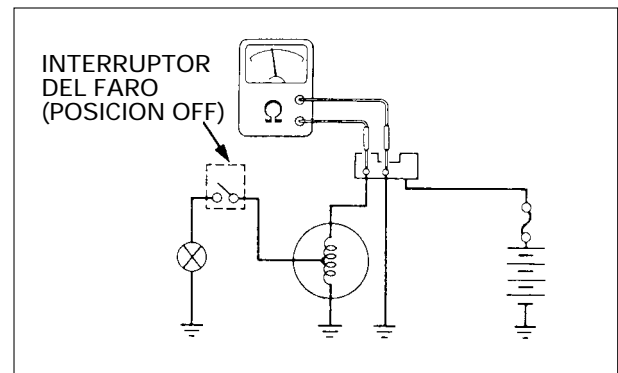 INTERRUPTOR
DEL FARO
(POSICION OFF)
Ω